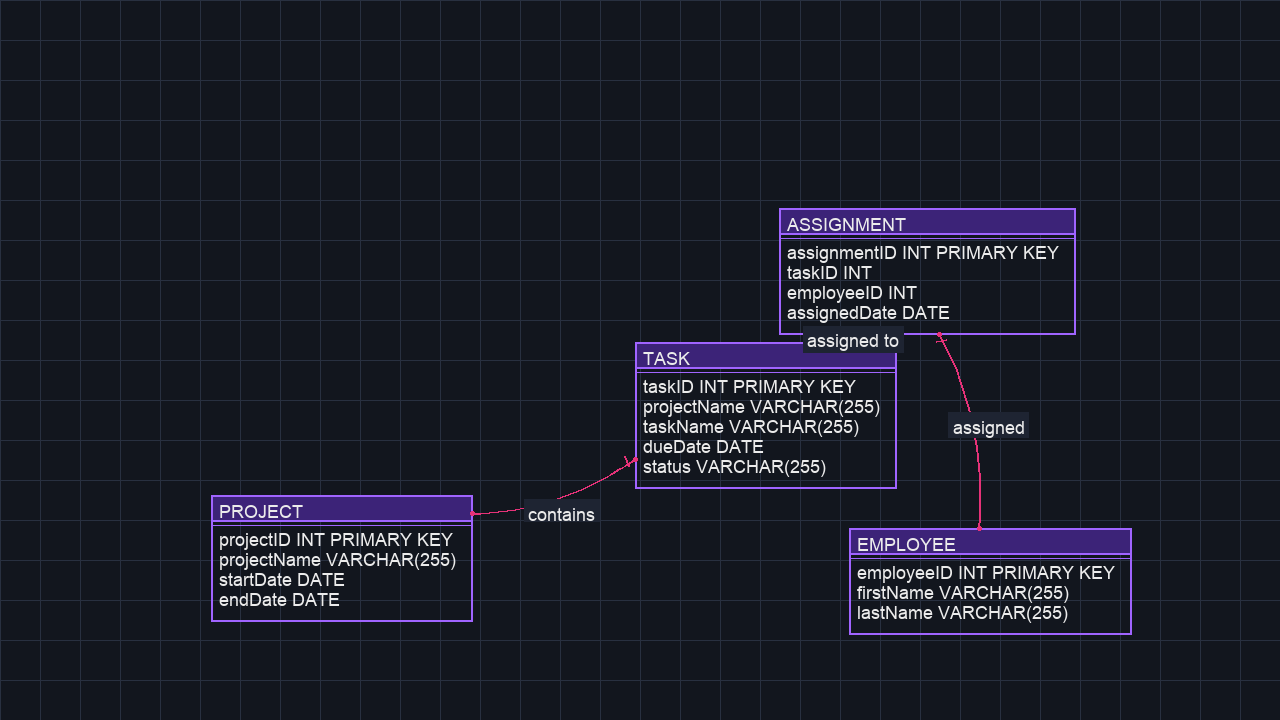 ASSIGNMENT
assignmentID INT PRIMARY KEY
taskID INT
employeeID INT
assignedDate DATE
assigned to
TASK
taskID INT PRIMARY KEY
projectName VARCHAR(255)
taskName VARCHAR(255)
dueDate DATE
status VARCHAR(255)
assigned
contains
PROJECT
projectID INT PRIMARY KEY
projectName VARCHAR(255)
startDate DATE
endDate DATE
EMPLOYEE
employeeID INT PRIMARY KEY
firstName VARCHAR(255)
lastName VARCHAR(255)